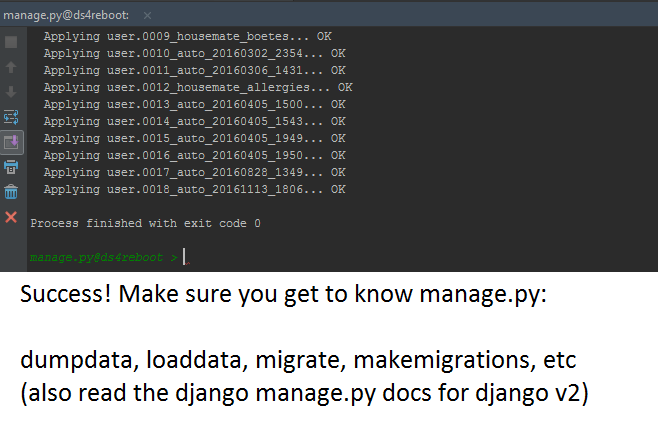 manage.py@ds4reboot:
Applying user.0009_housemate_boetes... OK
Applying user.0010_auto_20160302_2354... OK
Applying user.0011_auto_20160306_1431... OK
Applying user.0012_housemate_allergies... OK
Applying user.0013_auto_20160405_1500... OK
Applying user.0014_auto_20160405_1543... OK
Applying user.0015_auto_20160405_1949... OK
Applying user.0016_auto_20160405_1950... OK
Applying user.0017_auto_20160828_1349... OK
Applying user.0018_auto_20161113_1806... OK
Process finished with exit code 0
manage.py@ds4reboot >
Success! Make sure you get to know manage.py:
dumpdata, loaddata, migrate, makemigrations, etc
(also read the django manage.py docs for django v2)